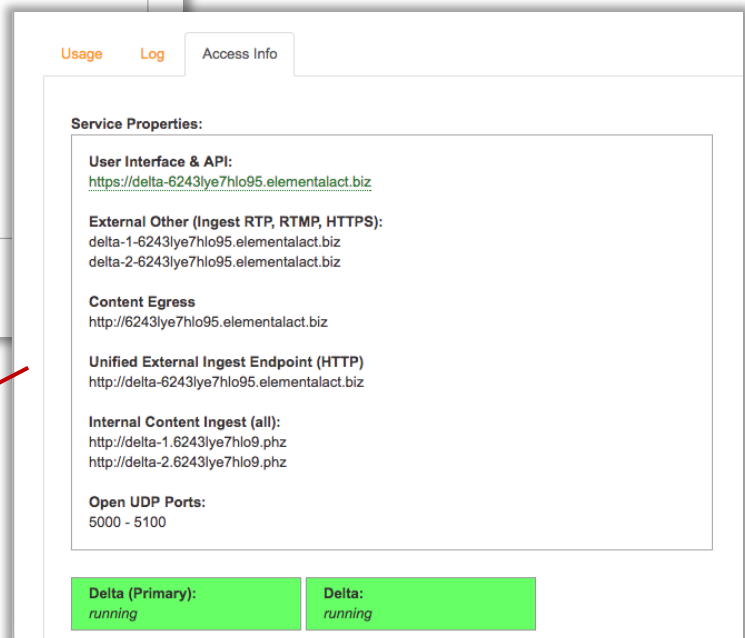 Usage Log Access Info
Service Properties:
User Interface & API:
https://delta-6243lye7hlo95.elementalact.biz
External Other (Ingest RTP, RTMP, HTTPS):
delta-1-6243lye7hlo95.elementalact.biz
delta-2-6243lye7hlo95.elementalact.biz
Content Egress
http://6243lye7hlo95.elementalact.biz
Unified External Ingest Endpoint (HTTP)
http://delta-6243lye7hlo95.elementalact.biz
Internal Content Ingest (all):
http://delta-1.6243lye7hlo9.phz
http://delta-2.6243lye7hlo9.phz
Open UDP Ports:
5000 - 5100
Delta (Primary): Delta:
running running